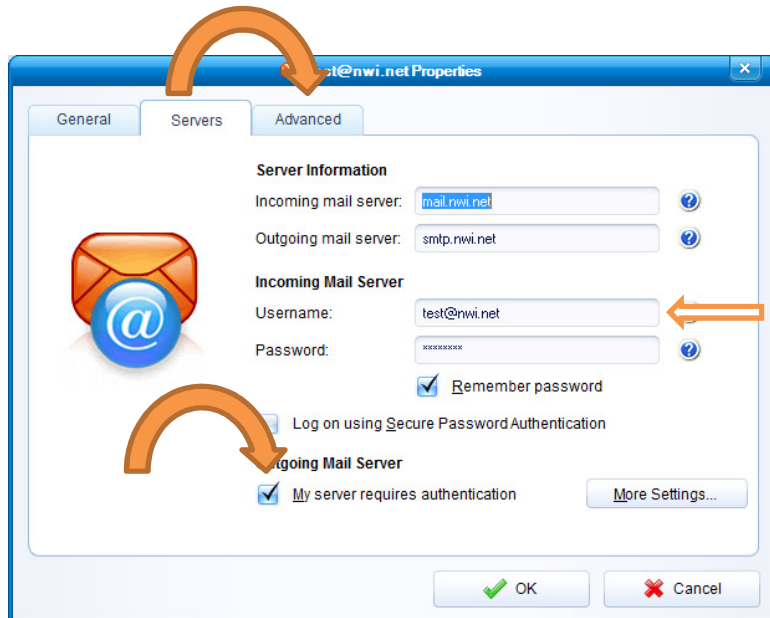 st@nwi.net Properties
General Servers Advanced
Server Information
Incoming mail server: mail.nwi.net
Outgoing mail server: smtp.nwi.net
Incoming Mail Server
Username: test@nwi.net
Password: ********
Remember password
Log on using Secure Password Authentication
tgoing Mail Server
My server requires authentication More Settings...
OK Cancel